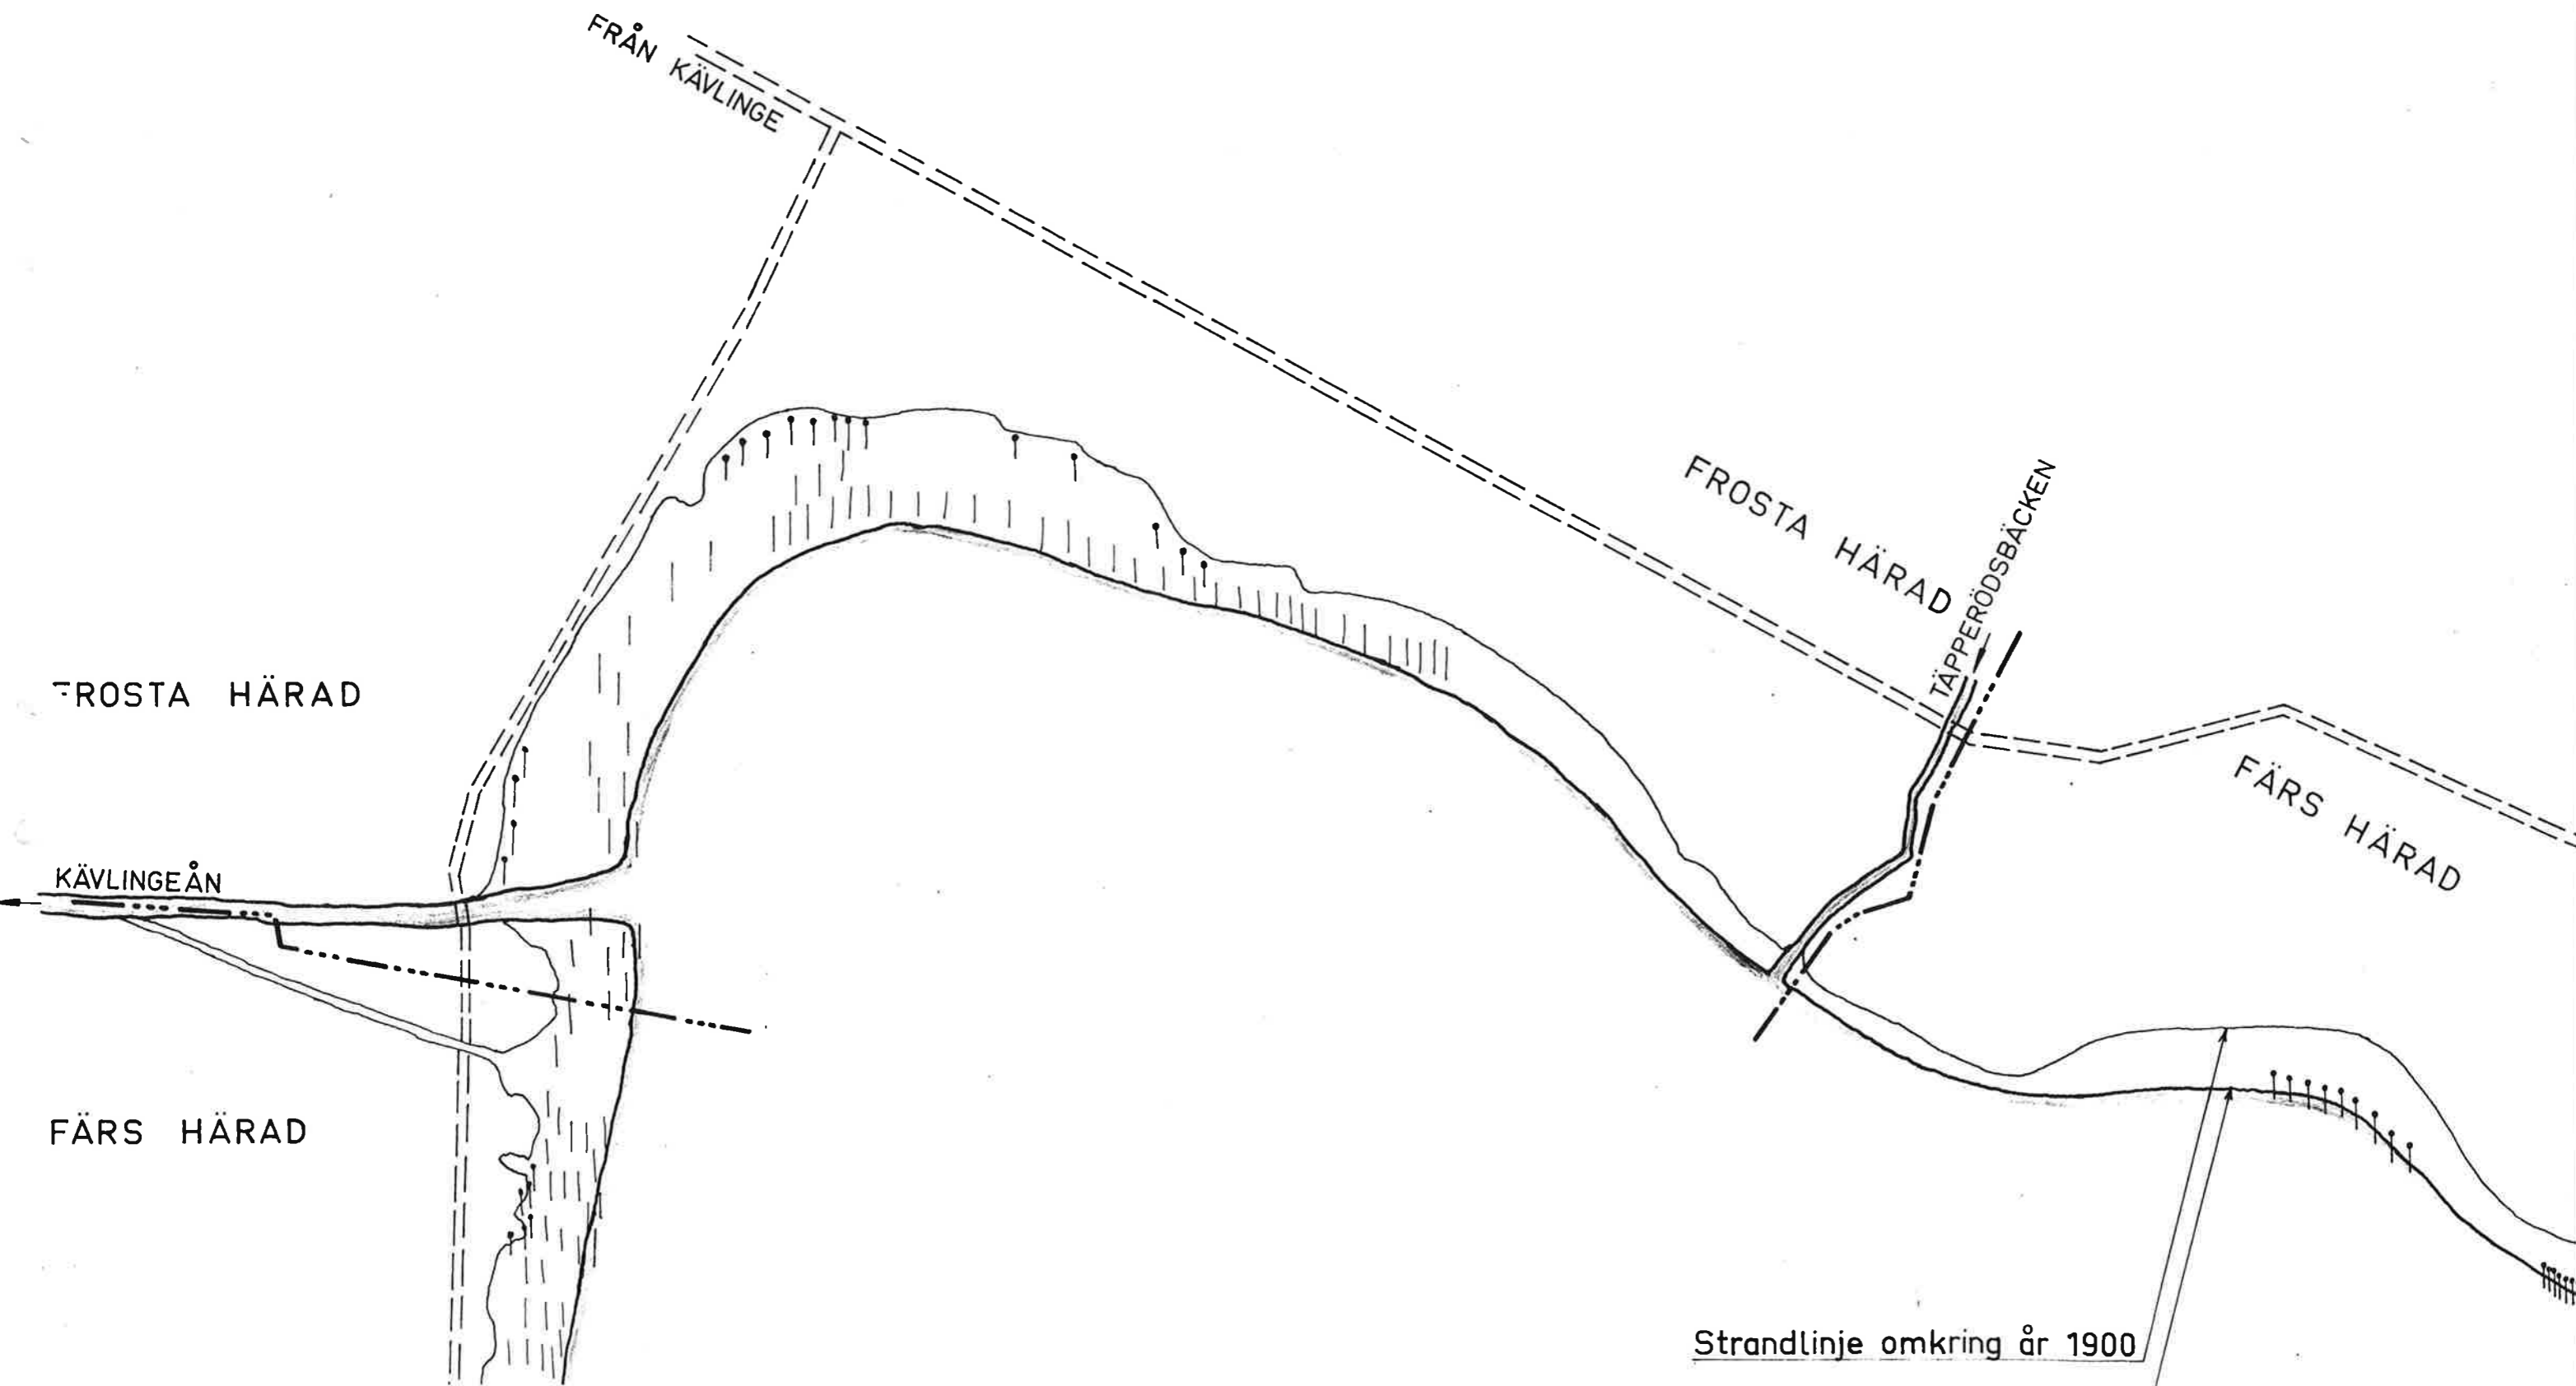 FRÅN KÄVLINGE
FROSTA HÄRAD
TÄPPERÖDSBÄCKEN
FROSTA HÄRAD
FÄRS HÄRAD
KÄVLINGEÅN
FÄRS HÄRAD
Strandlinje omkring år 1900